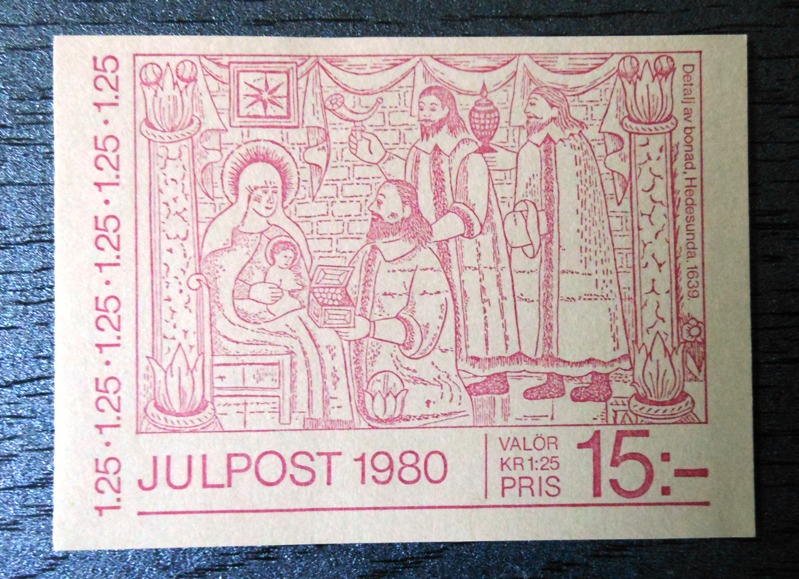 1.25 · 1.25 · 1.25 · 1.25 · 1.25 · 1.25
Detalj av bonad, Hedesunda. 1639.
JULPOST 1980
VALÖR
KR 1:25
PRIS
15:–